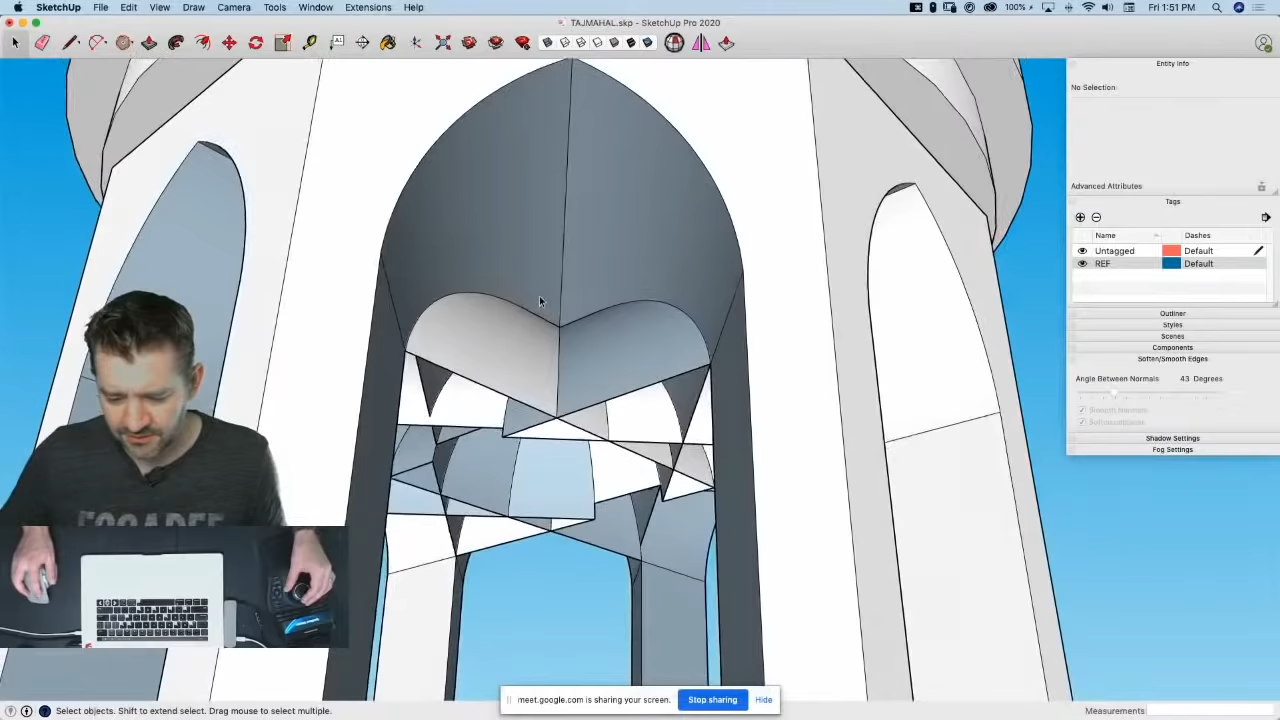 SketchUp File Edit View Draw Camera Tools Window Extensions Help
100% Fri 1:51 PM
TAJMAHAL.skp - SketchUp Pro 2020
Entity Info
No Selection
Advanced Attributes
Tags
Name Dashes
Untagged Default
REF Default
Outliner
Styles
Scenes
Components
Soften/Smooth Edges
Angle Between Normals 43 Degrees
Smooth Normals
Shadow Settings
Fog Settings
meet.google.com is sharing your screen. Stop sharing Hide
Select objects. Shift to extend select. Drag mouse to select multiple.
Measurements